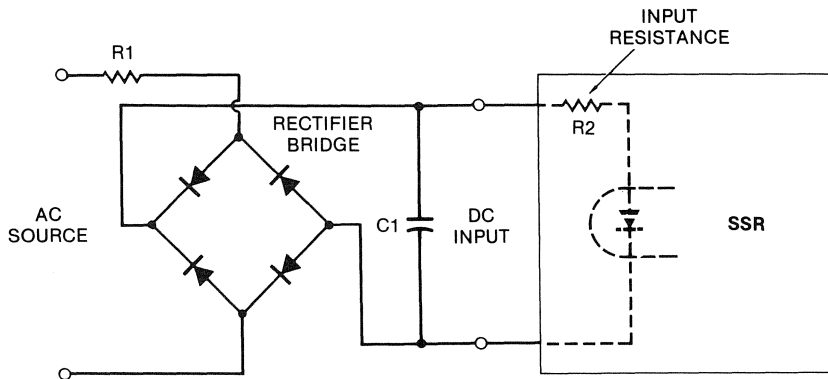 INPUT
RESISTANCE
R1
R2
RECTIFIER
BRIDGE
AC
SOURCE
C1
DC
INPUT
SSR